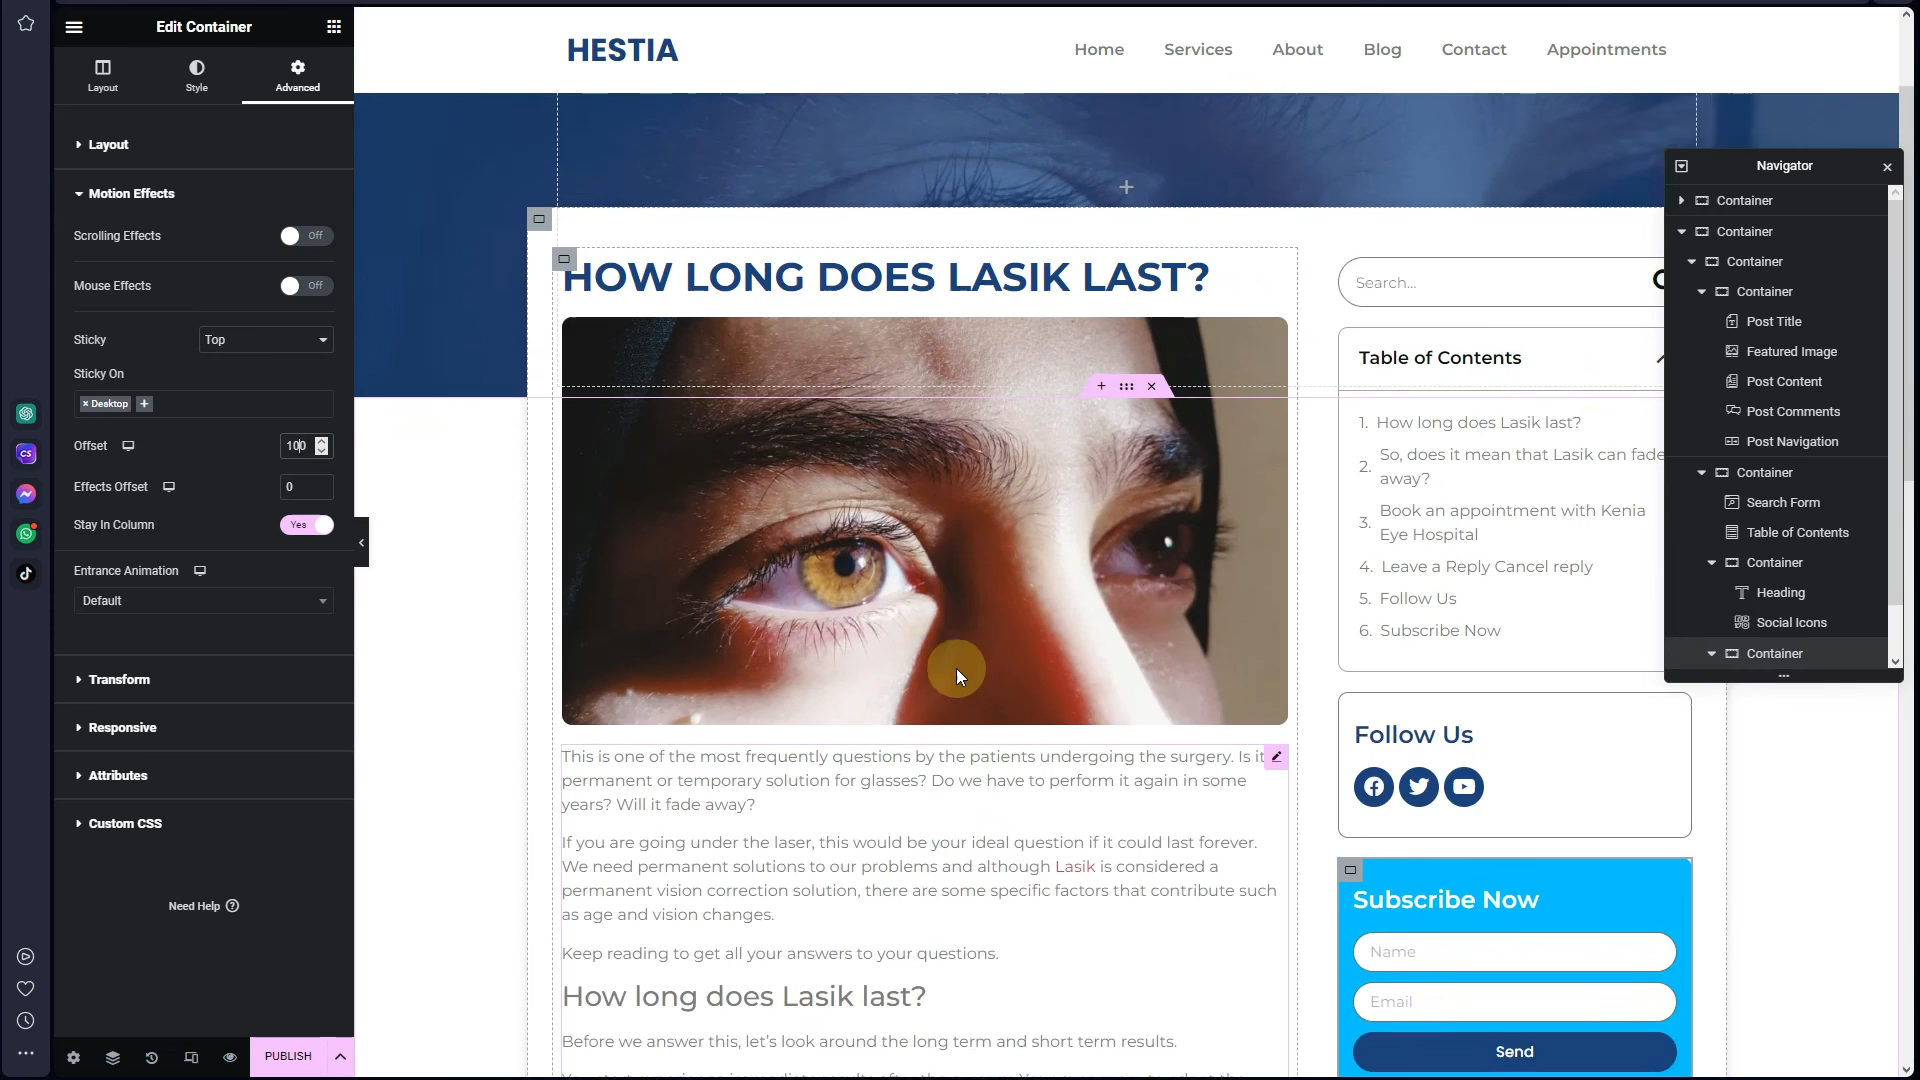 Edit Container
Layout
Style
Advanced
Layout
Motion Effects
Scrolling Effects
Off
Mouse Effects
Off
Sticky
Top
Sticky On
× Desktop
+
Offset
100
Effects Offset
0
Stay In Column
Yes
Entrance Animation
Default
Transform
Responsive
Attributes
Custom CSS
Need Help
PUBLISH
CS
HESTIA
Home
Services
About
Blog
Contact
Appointments
HOW LONG DOES LASIK LAST?
This is one of the most frequently questions by the patients undergoing the surgery. Is it
permanent or temporary solution for glasses? Do we have to perform it again in some
years? Will it fade away?
If you are going under the laser, this would be your ideal question if it could last forever.
We need permanent solutions to our problems and although Lasik is considered a
permanent vision correction solution, there are some specific factors that contribute such
as age and vision changes.
Keep reading to get all your answers to your questions.
How long does Lasik last?
Before we answer this, let's look around the long term and short term results.
Search...
Table of Contents
1. How long does Lasik last?
2. So, does it mean that Lasik can fade
away?
3. Book an appointment with Kenia
Eye Hospital
4. Leave a Reply Cancel reply
5. Follow Us
6. Subscribe Now
Follow Us
Subscribe Now
Name
Email
Send
Navigator
Container
Container
Container
Container
Post Title
Featured Image
Post Content
Post Comments
Post Navigation
Container
Search Form
Table of Contents
Container
Heading
Social Icons
Container